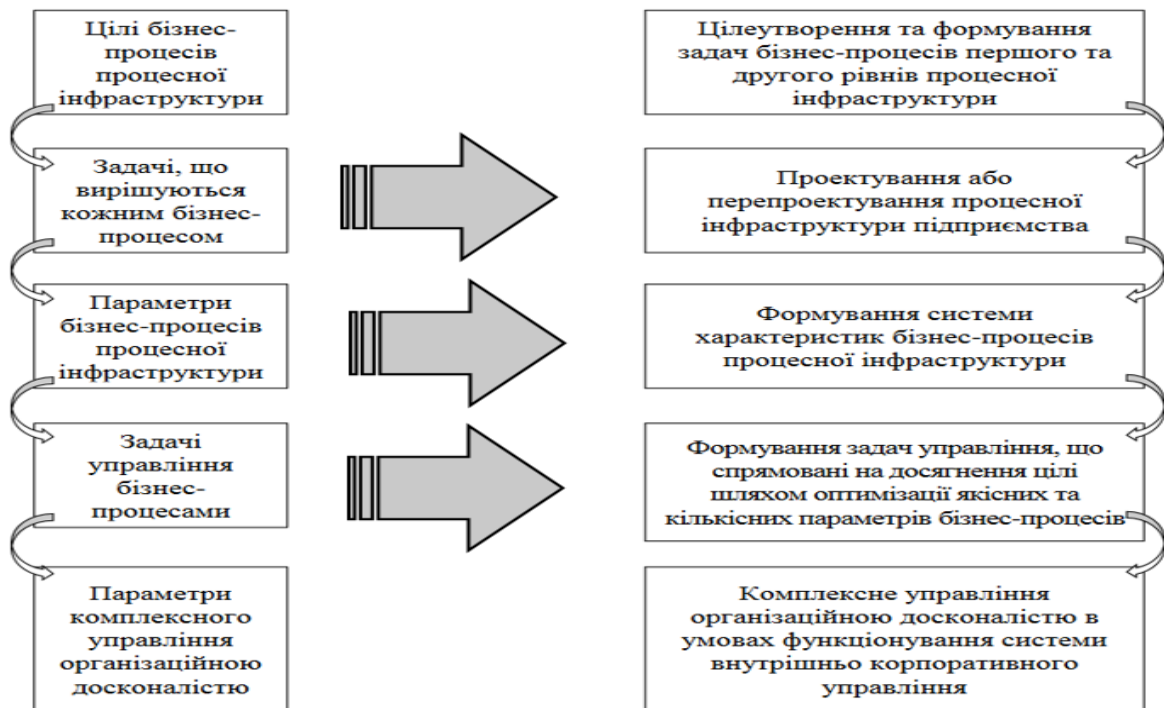 Цілі бізнес-
процесів
процесної
інфраструктури
Цілеутворення та формування
задач бізнес-процесів першого та
другого рівнів процесної
інфраструктури
Задачі, що
вирішуються
кожним бізнес-
процесом
Проектування або
перепроектування процесної
інфраструктури підприємства
Параметри
бізнес-процесів
процесної
інфраструктури
Формування системи
характеристик бізнес-процесів
процесної інфраструктури
Задачі
управління
бізнес-
процесами
Формування задач управління, що
спрямовані на досягнення цілі
шляхом оптимізації якісних та
кількісних параметрів бізнес-процесів
Параметри
комплексного
управління
організаційною
досконалістю
Комплексне управління
організаційною досконалістю в
умовах функціонування системи
внутрішньо корпоративного
управління